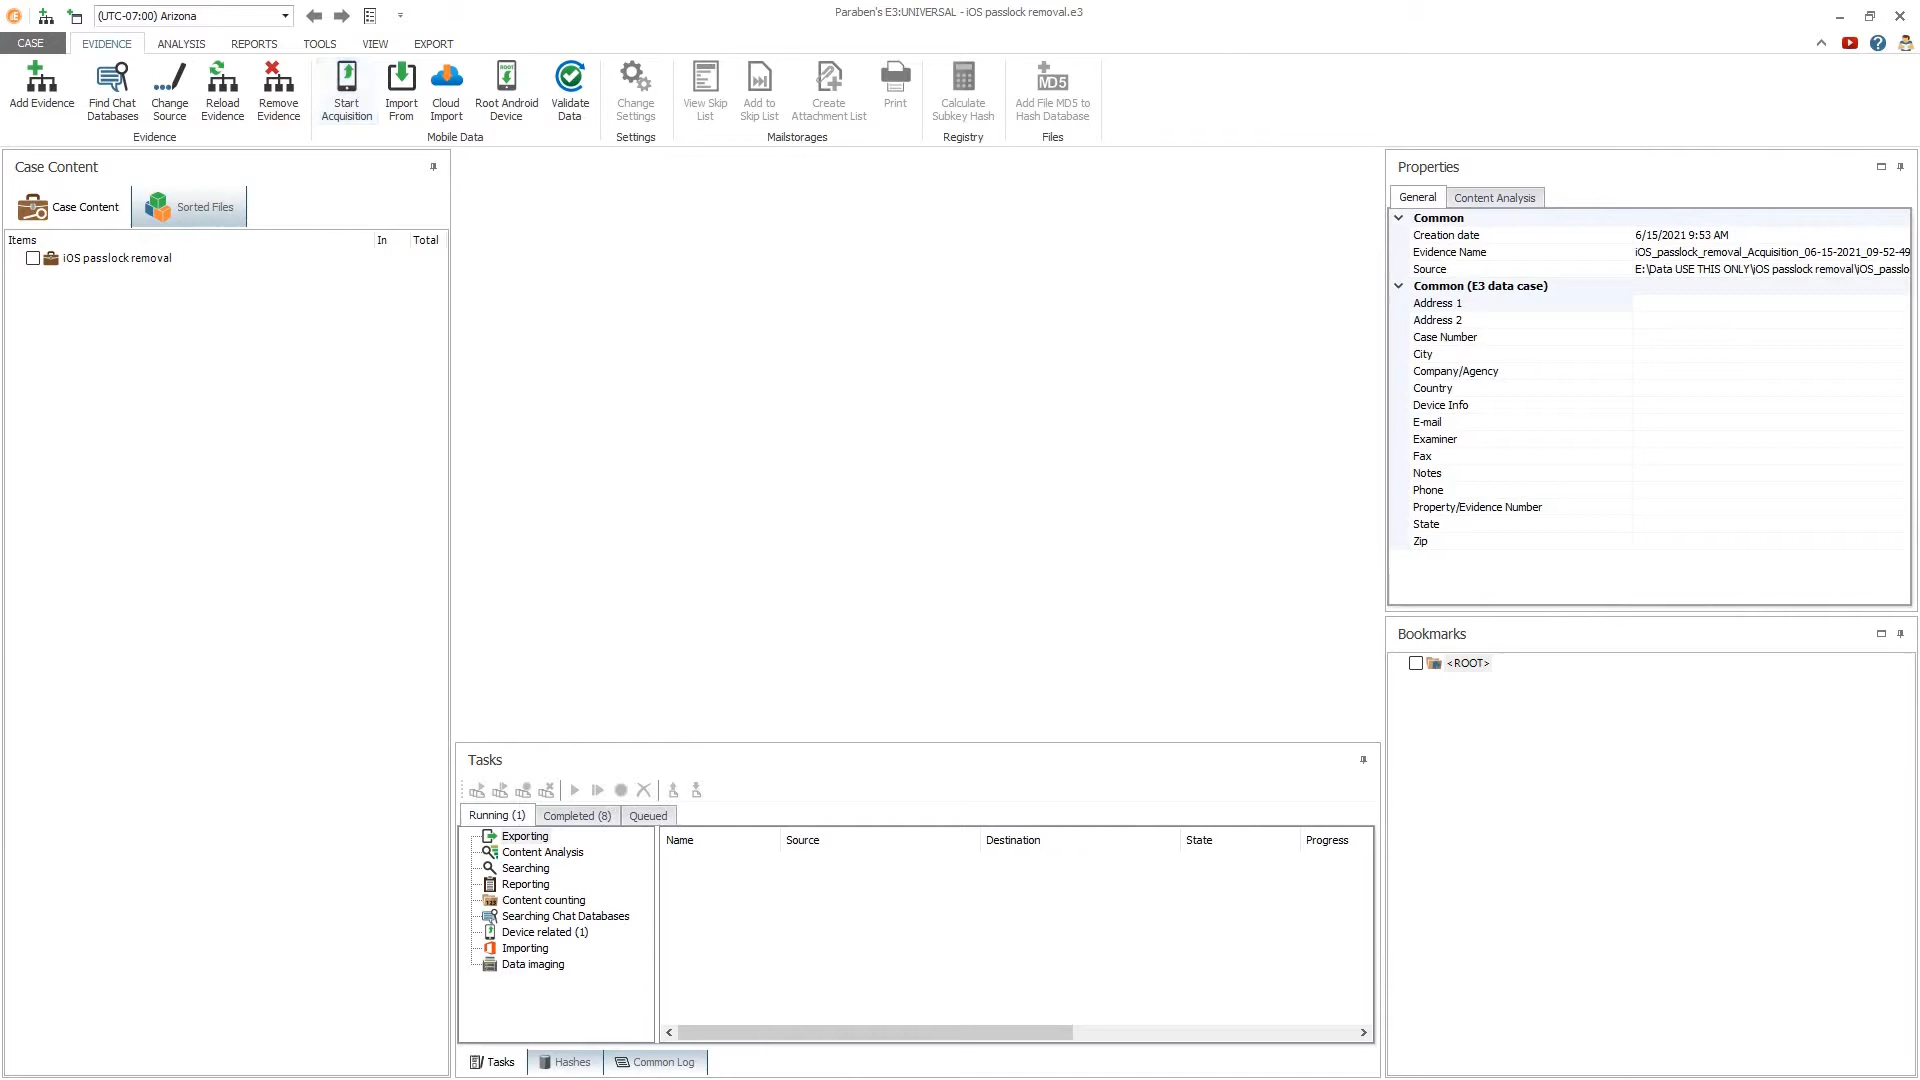 (UTC-07:00) Arizona
Paraben's E3:UNIVERSAL - iOS passlock removal.e3
CASE EVIDENCE ANALYSIS REPORTS TOOLS VIEW EXPORT
Add Evidence
Find Chat Databases
Change Source
Reload Evidence
Remove Evidence
Evidence
Start Acquisition
Import From
Cloud Import
ROOT
Root Android Device
Validate Data
Mobile Data
Change Settings
Settings
View Skip List
Add to Skip List
Create Attachment List
Print
Mailstorages
Calculate Subkey Hash
Registry
MD5
Add File MD5 to Hash Database
Files
Case Content
Case Content Sorted Files
Items In Total
iOS passlock removal
Properties
General Content Analysis
Common
Creation date 6/15/2021 9:53 AM
Evidence Name iOS_passlock_removal_Acquisition_06-15-2021_09-52-49
Source E:\Data USE THIS ONLY\iOS passlock removal\iOS_passlo
Common (E3 data case)
Address 1
Address 2
Case Number
City
Company/Agency
Country
Device Info
E-mail
Examiner
Fax
Notes
Phone
Property/Evidence Number
State
Zip
Bookmarks
<ROOT>
Tasks
Running (1) Completed (8) Queued
Exporting
Content Analysis
Searching
Reporting
Content counting
Searching Chat Databases
Device related (1)
Importing
Data imaging
Name Source Destination State Progress
Tasks Hashes Common Log